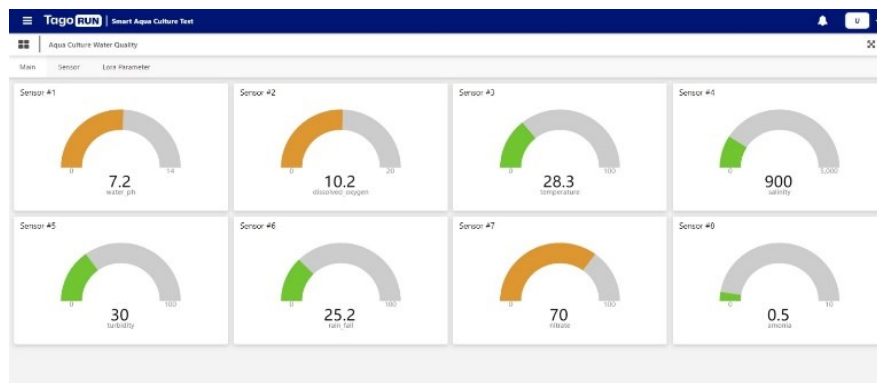 Tago RUN Smart Aqua Culture Test U
Aqua Culture Water Quality
Main Sensor Lora Parameter
Sensor #1
0 14
7.2
water_ph
Sensor #2
0 20
10.2
dissolved_oxygen
Sensor #3
0 100
28.3
temperature
Sensor #4
0 5,000
900
salinity
Sensor #5
0 100
30
turbidity
Sensor #6
0 100
25.2
rain_fall
Sensor #7
0 100
70
nitrate
Sensor #8
0 10
0.5
amonia